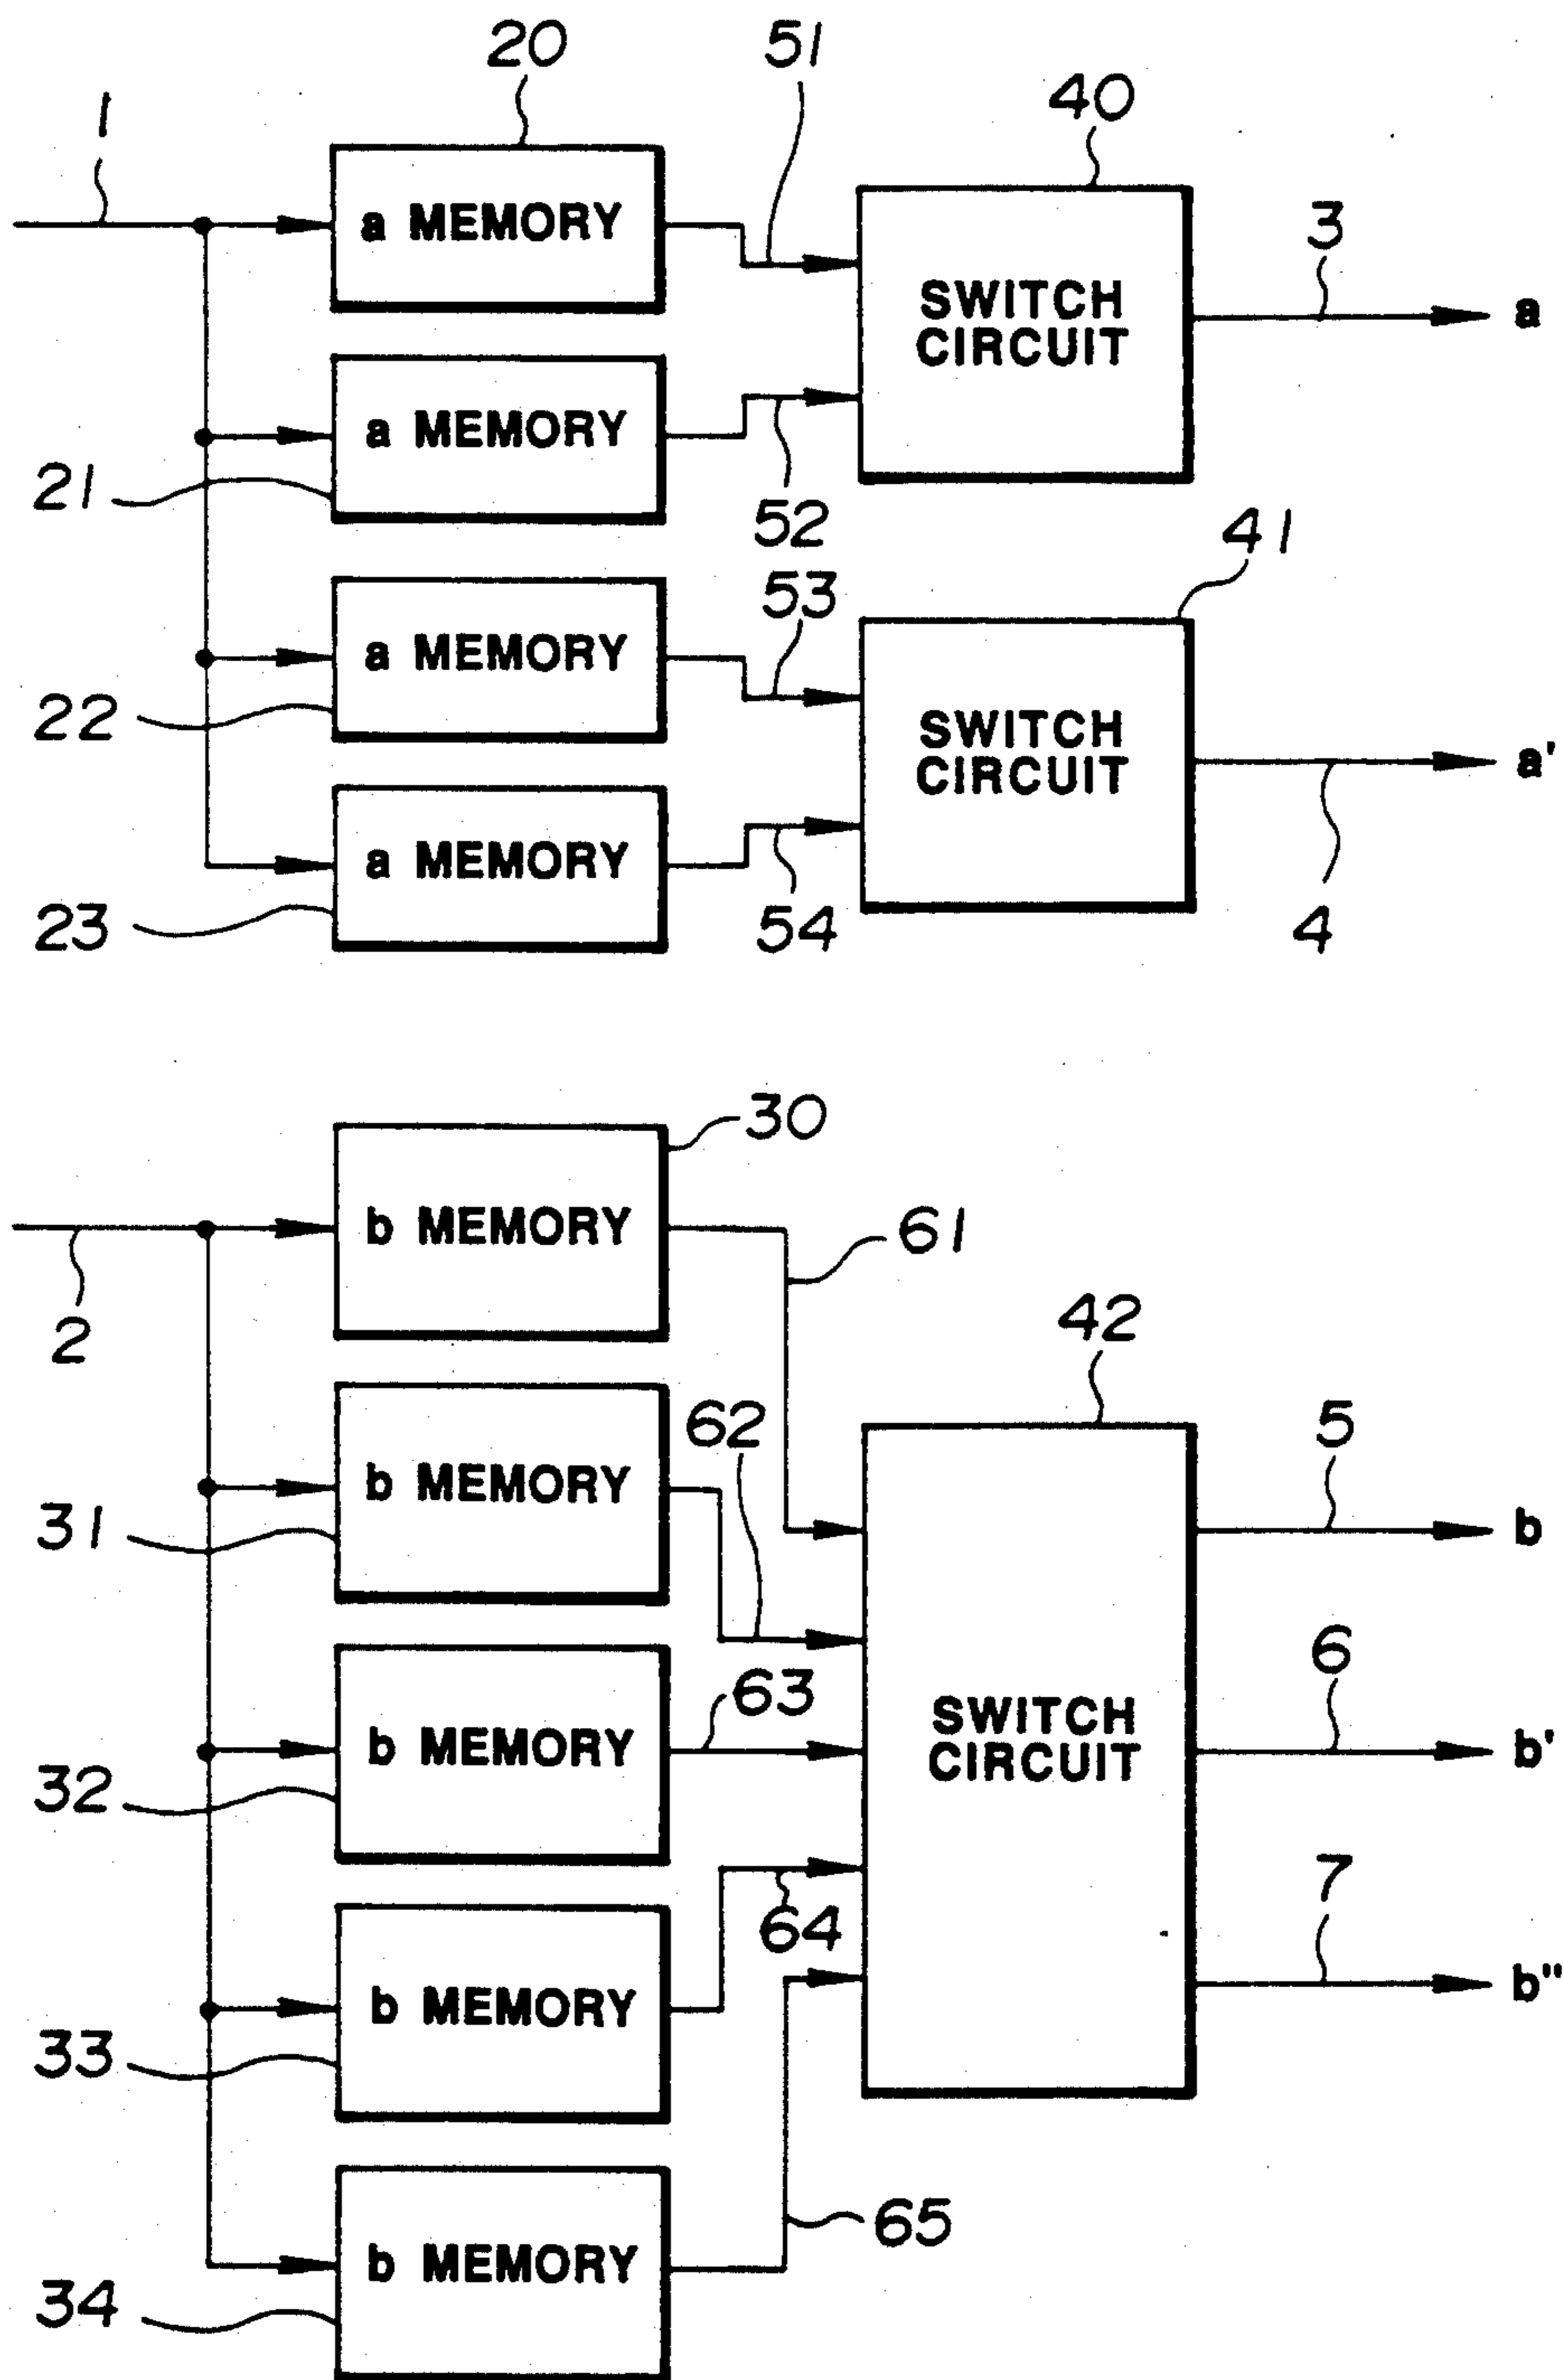 20
51
40
1
a MEMORY
SWITCH
CIRCUIT
3
a
a MEMORY
21
52
41
53
a MEMORY
22
SWITCH
CIRCUIT
a'
a MEMORY
23
54
4
30
b MEMORY
61
2
42
62
5
b MEMORY
31
b
6
63
SWITCH
CIRCUIT
b MEMORY
b'
32
7
64
b MEMORY
b"
33
65
b MEMORY
34